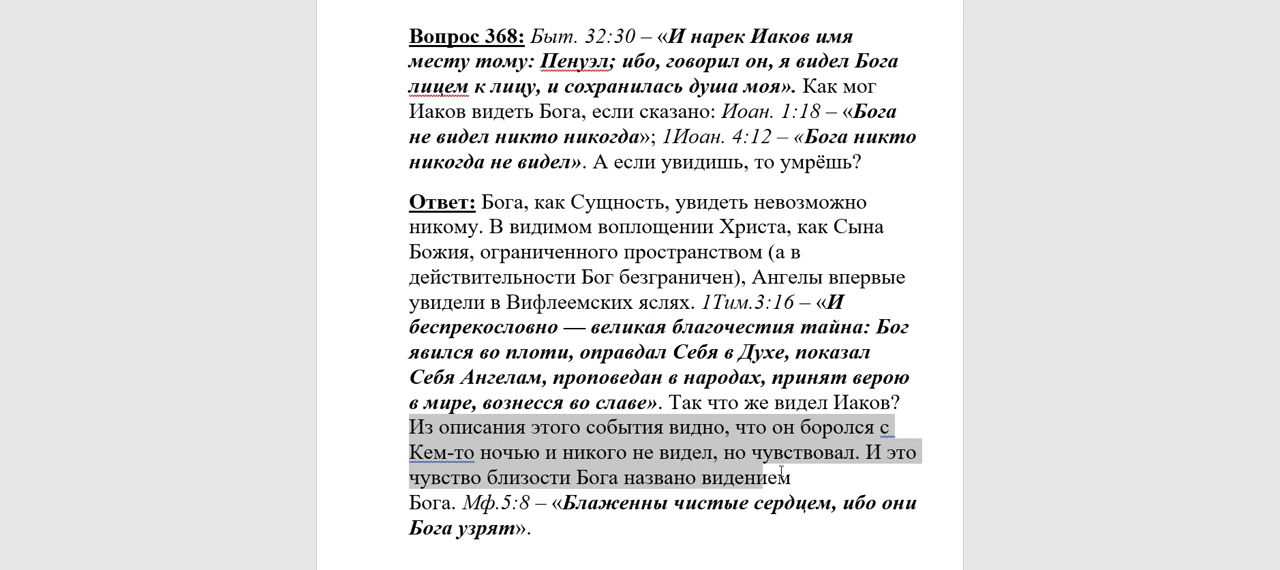 Вопрос 368: Быт. 32:30 – «И нарек Иаков имя
месту тому: Пенуэл; ибо, говорил он, я видел Бога
лицем к лицу, и сохранилась душа моя». Как мог
Иаков видеть Бога, если сказано: Иоан. 1:18 – «Бога
не видел никто никогда»; 1Иоан. 4:12 – «Бога никто
никогда не видел». А если увидишь, то умрёшь?
Ответ: Бога, как Сущность, увидеть невозможно
никому. В видимом воплощении Христа, как Сына
Божия, ограниченного пространством (а в
действительности Бог безграничен), Ангелы впервые
увидели в Вифлеемских яслях. 1Тим.3:16 – «И
беспрекословно — великая благочестия тайна: Бог
явился во плоти, оправдал Себя в Духе, показал
Себя Ангелам, проповедан в народах, принят верою
в мире, вознесся во славе». Так что же видел Иаков?
Из описания этого события видно, что он боролся с
Кем-то ночью и никого не видел, но чувствовал. И это
чувство близости Бога названо видением
Бога. Мф.5:8 – «Блаженны чистые сердцем, ибо они
Бога узрят».